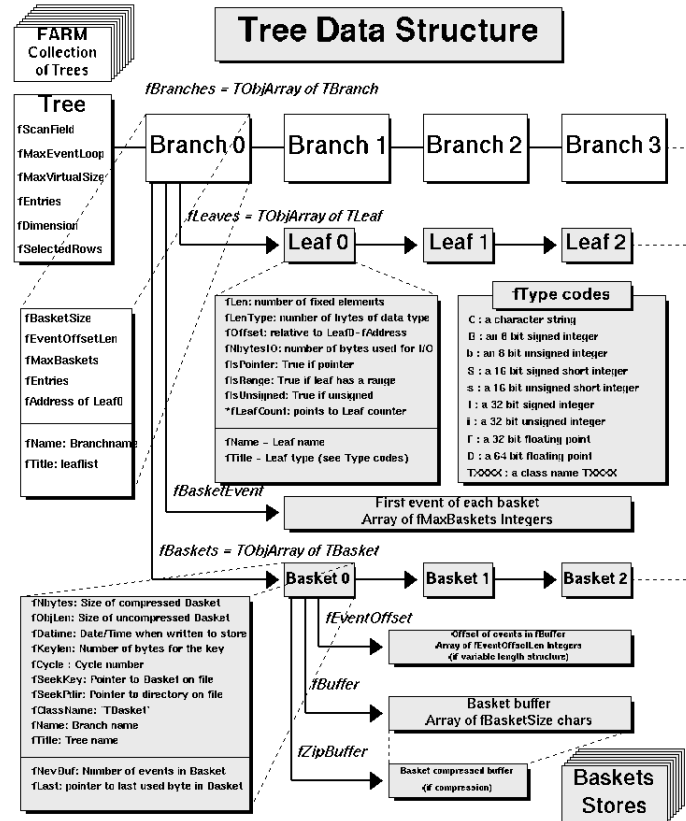 FARM
Collection
of Trees
Tree Data Structure
fBranches = TObjArray of TBranch
Tree
fScanField
fMaxEventLoop
fMaxVirtualSize
fEntries
fDimension
fSelectedRows
Branch 0
Branch 1
Branch 2
Branch 3
fLeaves = TObjArray of TLeaf
Leaf 0
Leaf 1
Leaf 2
fBasketSize
fEventOffsetLen
fMaxBaskets
fEntries
fAddress of Leaf0
fName: Branchname
fTitle: leaflist
fLen: number of fixed elements
fLenType: number of bytes of data type
fOffset: relative to Leaf0-fAddress
fNbytesIO: number of bytes used for I/O
fIsPointer: True if pointer
fIsRange: True if leaf has a range
fIsUnsigned: True if unsigned
*fLeafCount: points to Leaf counter
fName - Leaf name
fTitle - Leaf type (see Type codes)
fType codes
C : a character string
B : an 8 bit signed integer
b : an 8 bit unsigned integer
S : a 16 bit signed short integer
s : a 16 bit unsigned short integer
I : a 32 bit signed integer
i : a 32 bit unsigned integer
F : a 32 bit floating point
D : a 64 bit floating point
TXXXX : a class name TXXXX
fBasketEvent
First event of each basket
Array of fMaxBaskets Integers
fBaskets = TObjArray of TBasket
Basket 0
Basket 1
Basket 2
fNbytes: Size of compressed Basket
fObjLen: Size of uncompressed Basket
fDatime: Date/Time when written to store
fKeylen: Number of bytes for the key
fCycle : Cycle number
fSeekKey: Pointer to Basket on file
fSeekPdir: Pointer to directory on file
fClassName: 'TBasket'
fName: Branch name
fTitle: Tree name
fNevBuf: Number of events in Basket
fLast: pointer to last used byte in Basket
fEventOffset
Offset of events in fBuffer
Array of fEventOffsetLen Integers
(if variable length structure)
fBuffer
Basket buffer
Array of fBasketSize chars
fZipBuffer
Basket compressed buffer
(if compression)
Baskets
Stores